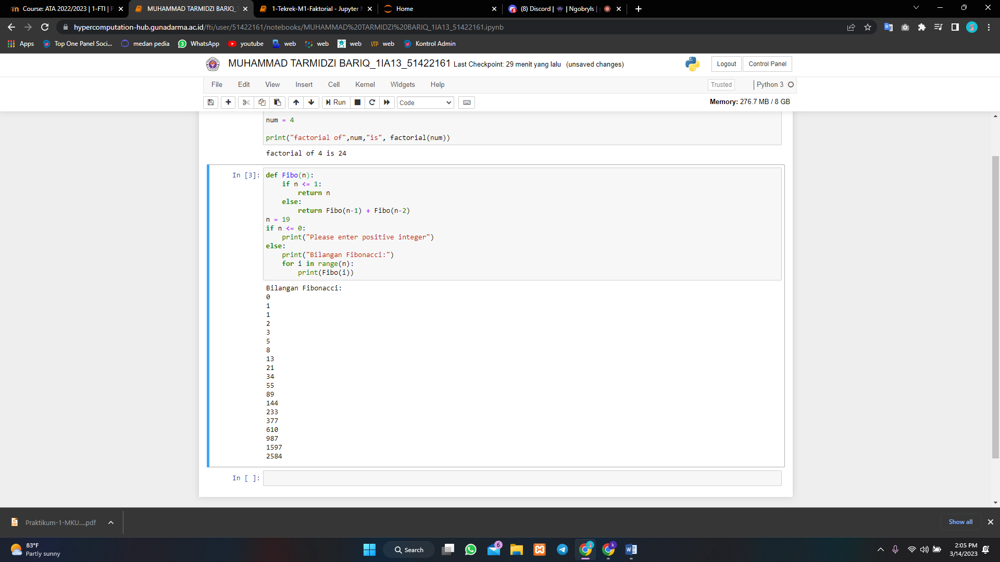 Course: ATA 2022/2023 | 1-FTI | P
MUHAMMAD TARMIDZI BARIQ_
1-Tekrek-M1-Faktorial - Jupyter N
Home
(8) Discord | | Ngobryls |
hypercomputation-hub.gunadarma.ac.id/fti/user/51422161/notebooks/MUHAMMAD%20TARMIDZI%20BARIQ_1IA13_51422161.ipynb
Apps
Top One Panel Soci...
medan pedia
WhatsApp
youtube
web
web
web
web
Kontrol Admin
MUHAMMAD TARMIDZI BARIQ_1IA13_51422161 Last Checkpoint: 29 menit yang lalu (unsaved changes)
Logout
Control Panel
File Edit View Insert Cell Kernel Widgets Help
Trusted
Python 3
Run
Code
Memory: 276.7 MB / 8 GB
num = 4
print("factorial of",num,"is", factorial(num))
factorial of 4 is 24
In [3]:
def Fibo(n):
    if n <= 1:
        return n
    else:
        return Fibo(n-1) + Fibo(n-2)
n = 19
if n <= 0:
    print("Please enter positive integer")
else:
    print("Bilangan Fibonacci:")
    for i in range(n):
        print(Fibo(i))
Bilangan Fibonacci:
0
1
1
2
3
5
8
13
21
34
55
89
144
233
377
610
987
1597
2584
In [ ]:
Praktikum-1-MKU....pdf
Show all
83°F
Partly sunny
Search
6
k
2:05 PM
3/14/2023